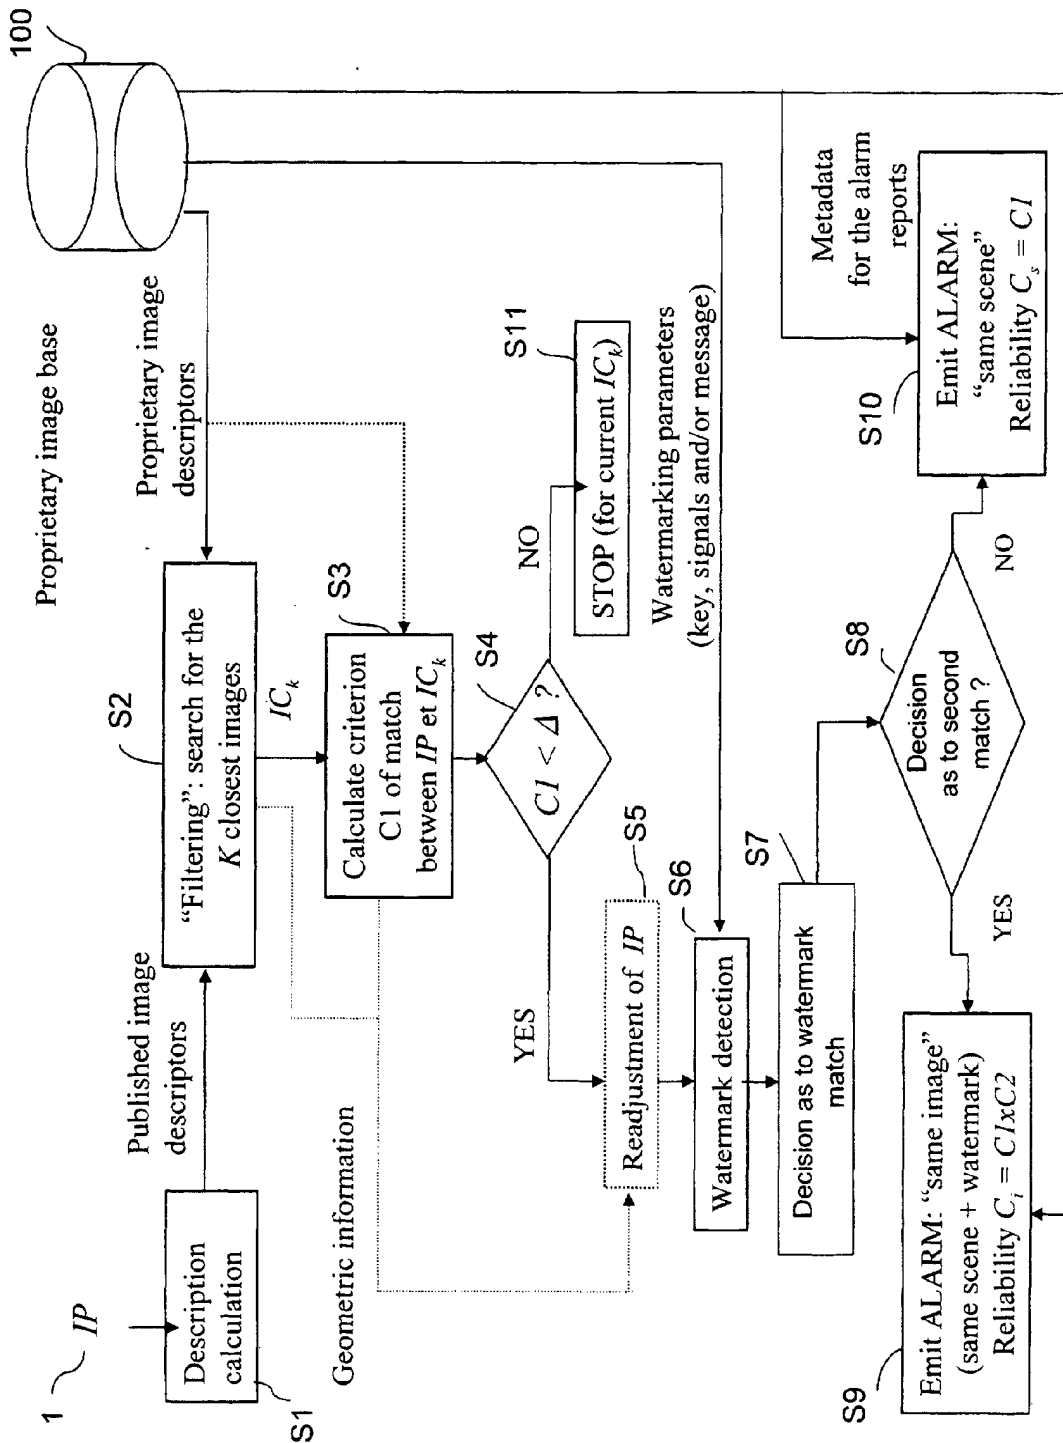 1
IP
Description
calculation
S1
Published image
descriptors
S2
“Filtering”: search for the
K closest images
Proprietary image base
100
Proprietary image
descriptors
IC_k
Geometric information
S3
Calculate criterion
C1 of match
between IP et IC_k
S4
C1 < Δ ?
YES
NO
S11
STOP (for current IC_k)
S5
Readjustment of IP
Watermarking parameters
(key, signals and/or message)
S6
Watermark detection
S7
Decision as to watermark
match
S8
Decision
as to second
match ?
YES
NO
Metadata
for the alarm
reports
S9
Emit ALARM: “same image”
(same scene + watermark)
Reliability C_i = C1xC2
S10
Emit ALARM:
“same scene”
Reliability C_s = C1